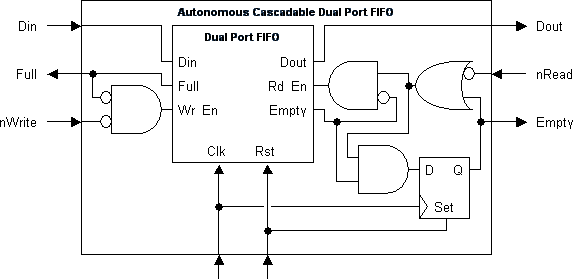 Autonomous Cascadable Dual Port FIFO
Din
Dout
Dual Port FIFO
Din
Dout
Full
Full
Rd En
nRead
nWrite
Wr En
Empty
Empty
Clk
Rst
D Q
Set